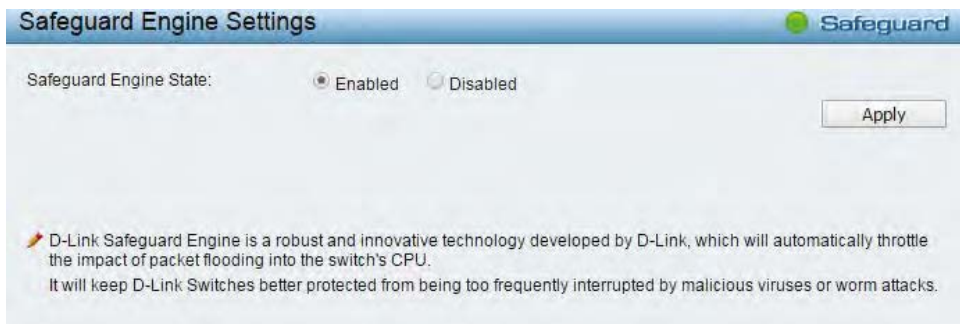 Safeguard Engine Settings
Safeguard
Safeguard Engine State:
Enabled
Disabled
Apply
D-Link Safeguard Engine is a robust and innovative technology developed by D-Link, which will automatically throttle
the impact of packet flooding into the switch's CPU.
It will keep D-Link Switches better protected from being too frequently interrupted by malicious viruses or worm attacks.